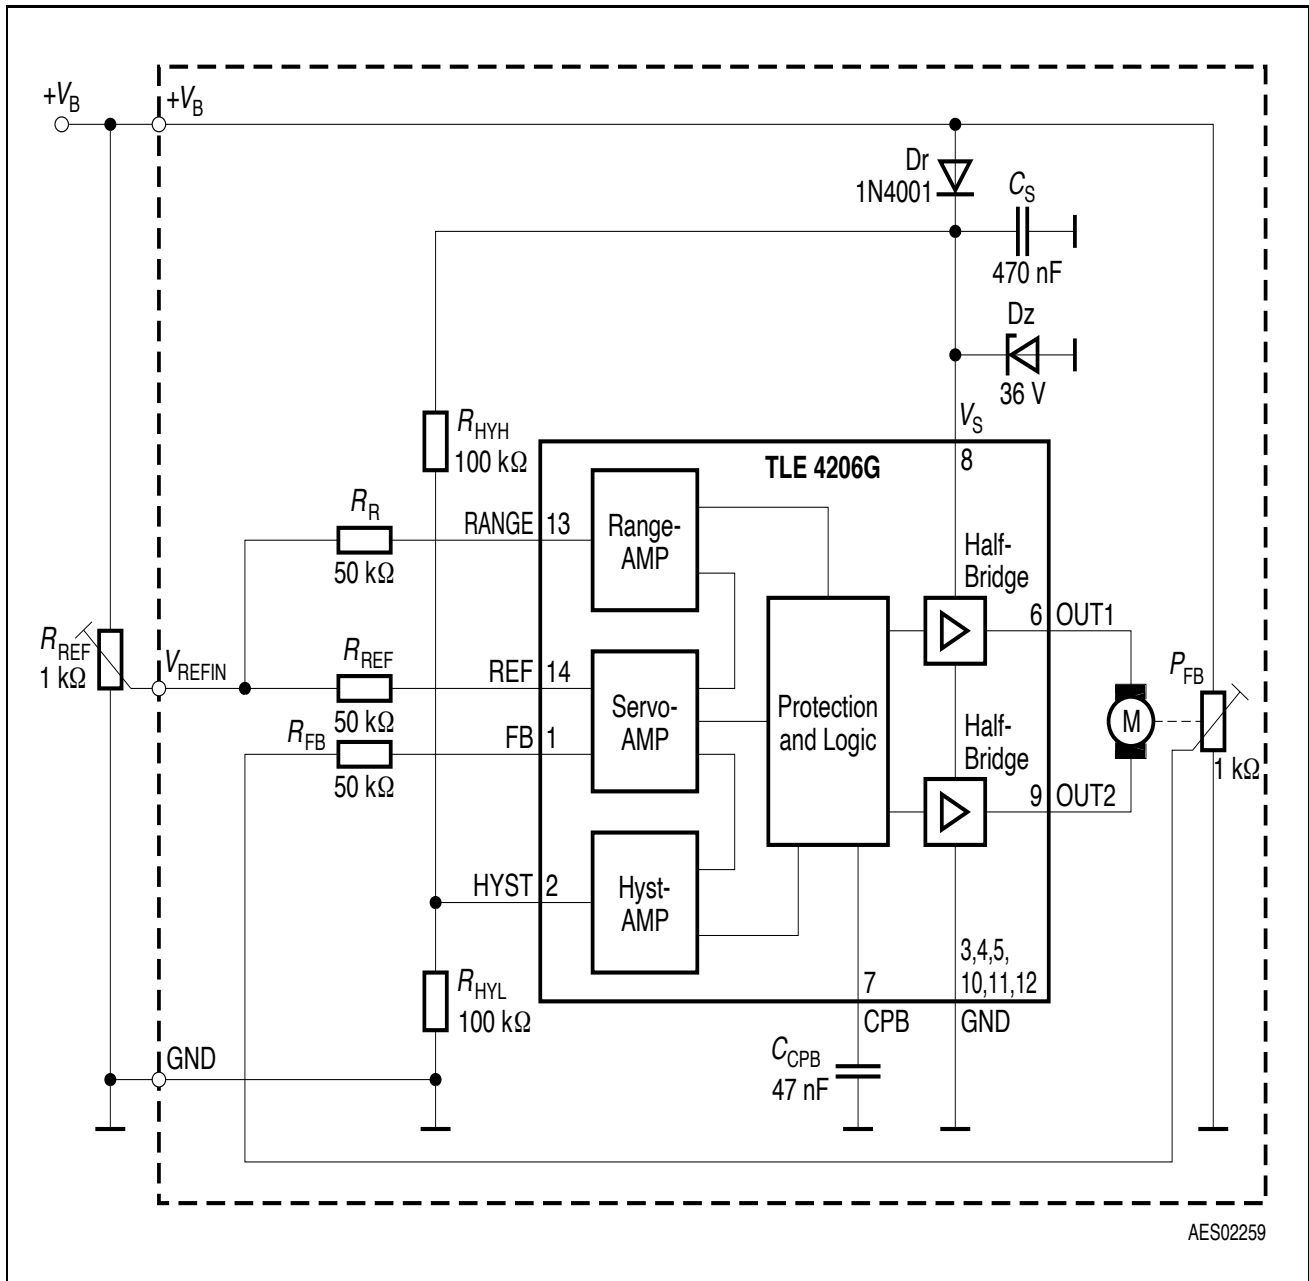 +VB
+VB
Dr
1N4001
CS
470 nF
Dz
36 V
VS
8
RHYH
100 kΩ
TLE 4206G
RR
50 kΩ
RANGE
13
Range-
AMP
Half-
Bridge
6
OUT1
RREF
1 kΩ
VREFIN
RREF
50 kΩ
REF
14
Servo-
AMP
Protection
and Logic
RFB
50 kΩ
FB
1
Half-
Bridge
M
PFB
1 kΩ
9
OUT2
HYST
2
Hyst-
AMP
RHYL
100 kΩ
3,4,5,
10,11,12
7
CPB
GND
GND
CCPB
47 nF
AES02259